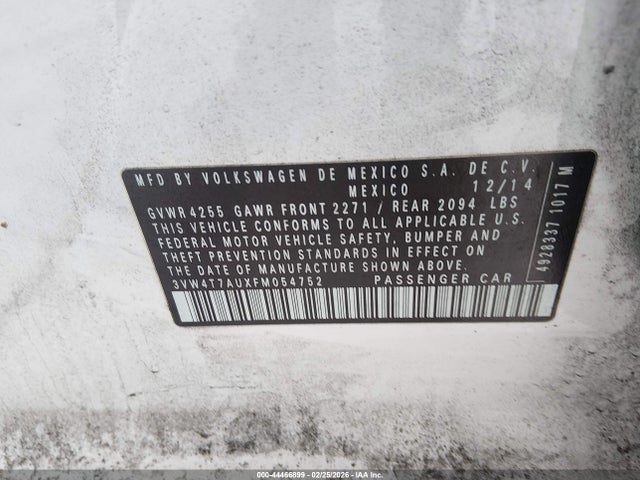 MFD BY VOLKSWAGEN DE MEXICO S.A. DE C.V.
MEXICO 12/14
GVWR 4255 GAWR FRONT 2271 / REAR 2094 LBS
THIS VEHICLE CONFORMS TO ALL APPLICABLE U.S.
FEDERAL MOTOR VEHICLE SAFETY, BUMPER AND
THEFT PREVENTION STANDARDS IN EFFECT ON
THE DATE OF MANUFACTURE SHOWN ABOVE
3VW4T7AUXFM054752 PASSENGER CAR
4928337 1017 M
000-44466899 - 02/25/2026 - IAAI.COM